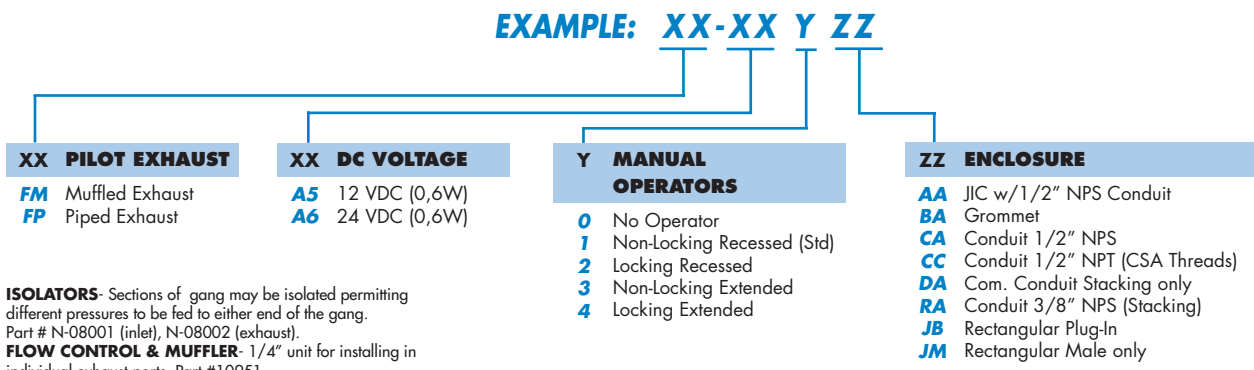 EXAMPLE: XX-XX Y ZZ
XX PILOT EXHAUST
FM Muffled Exhaust
FP Piped Exhaust
XX DC VOLTAGE
A5 12 VDC (0,6W)
A6 24 VDC (0,6W)
Y MANUAL
OPERATORS
0 No Operator
1 Non-Locking Recessed (Std)
2 Locking Recessed
3 Non-Locking Extended
4 Locking Extended
ZZ ENCLOSURE
AA JIC w/1/2” NPS Conduit
BA Grommet
CA Conduit 1/2” NPS
CC Conduit 1/2” NPT (CSA Threads)
DA Com. Conduit Stacking only
RA Conduit 3/8” NPS (Stacking)
JB Rectangular Plug-In
JM Rectangular Male only
ISOLATORS- Sections of gang may be isolated permitting
different pressures to be fed to either end of the gang.
Part # N-08001 (inlet), N-08002 (exhaust).
FLOW CONTROL & MUFFLER- 1/4” unit for installing in
individual exhaust ports. Part #10951